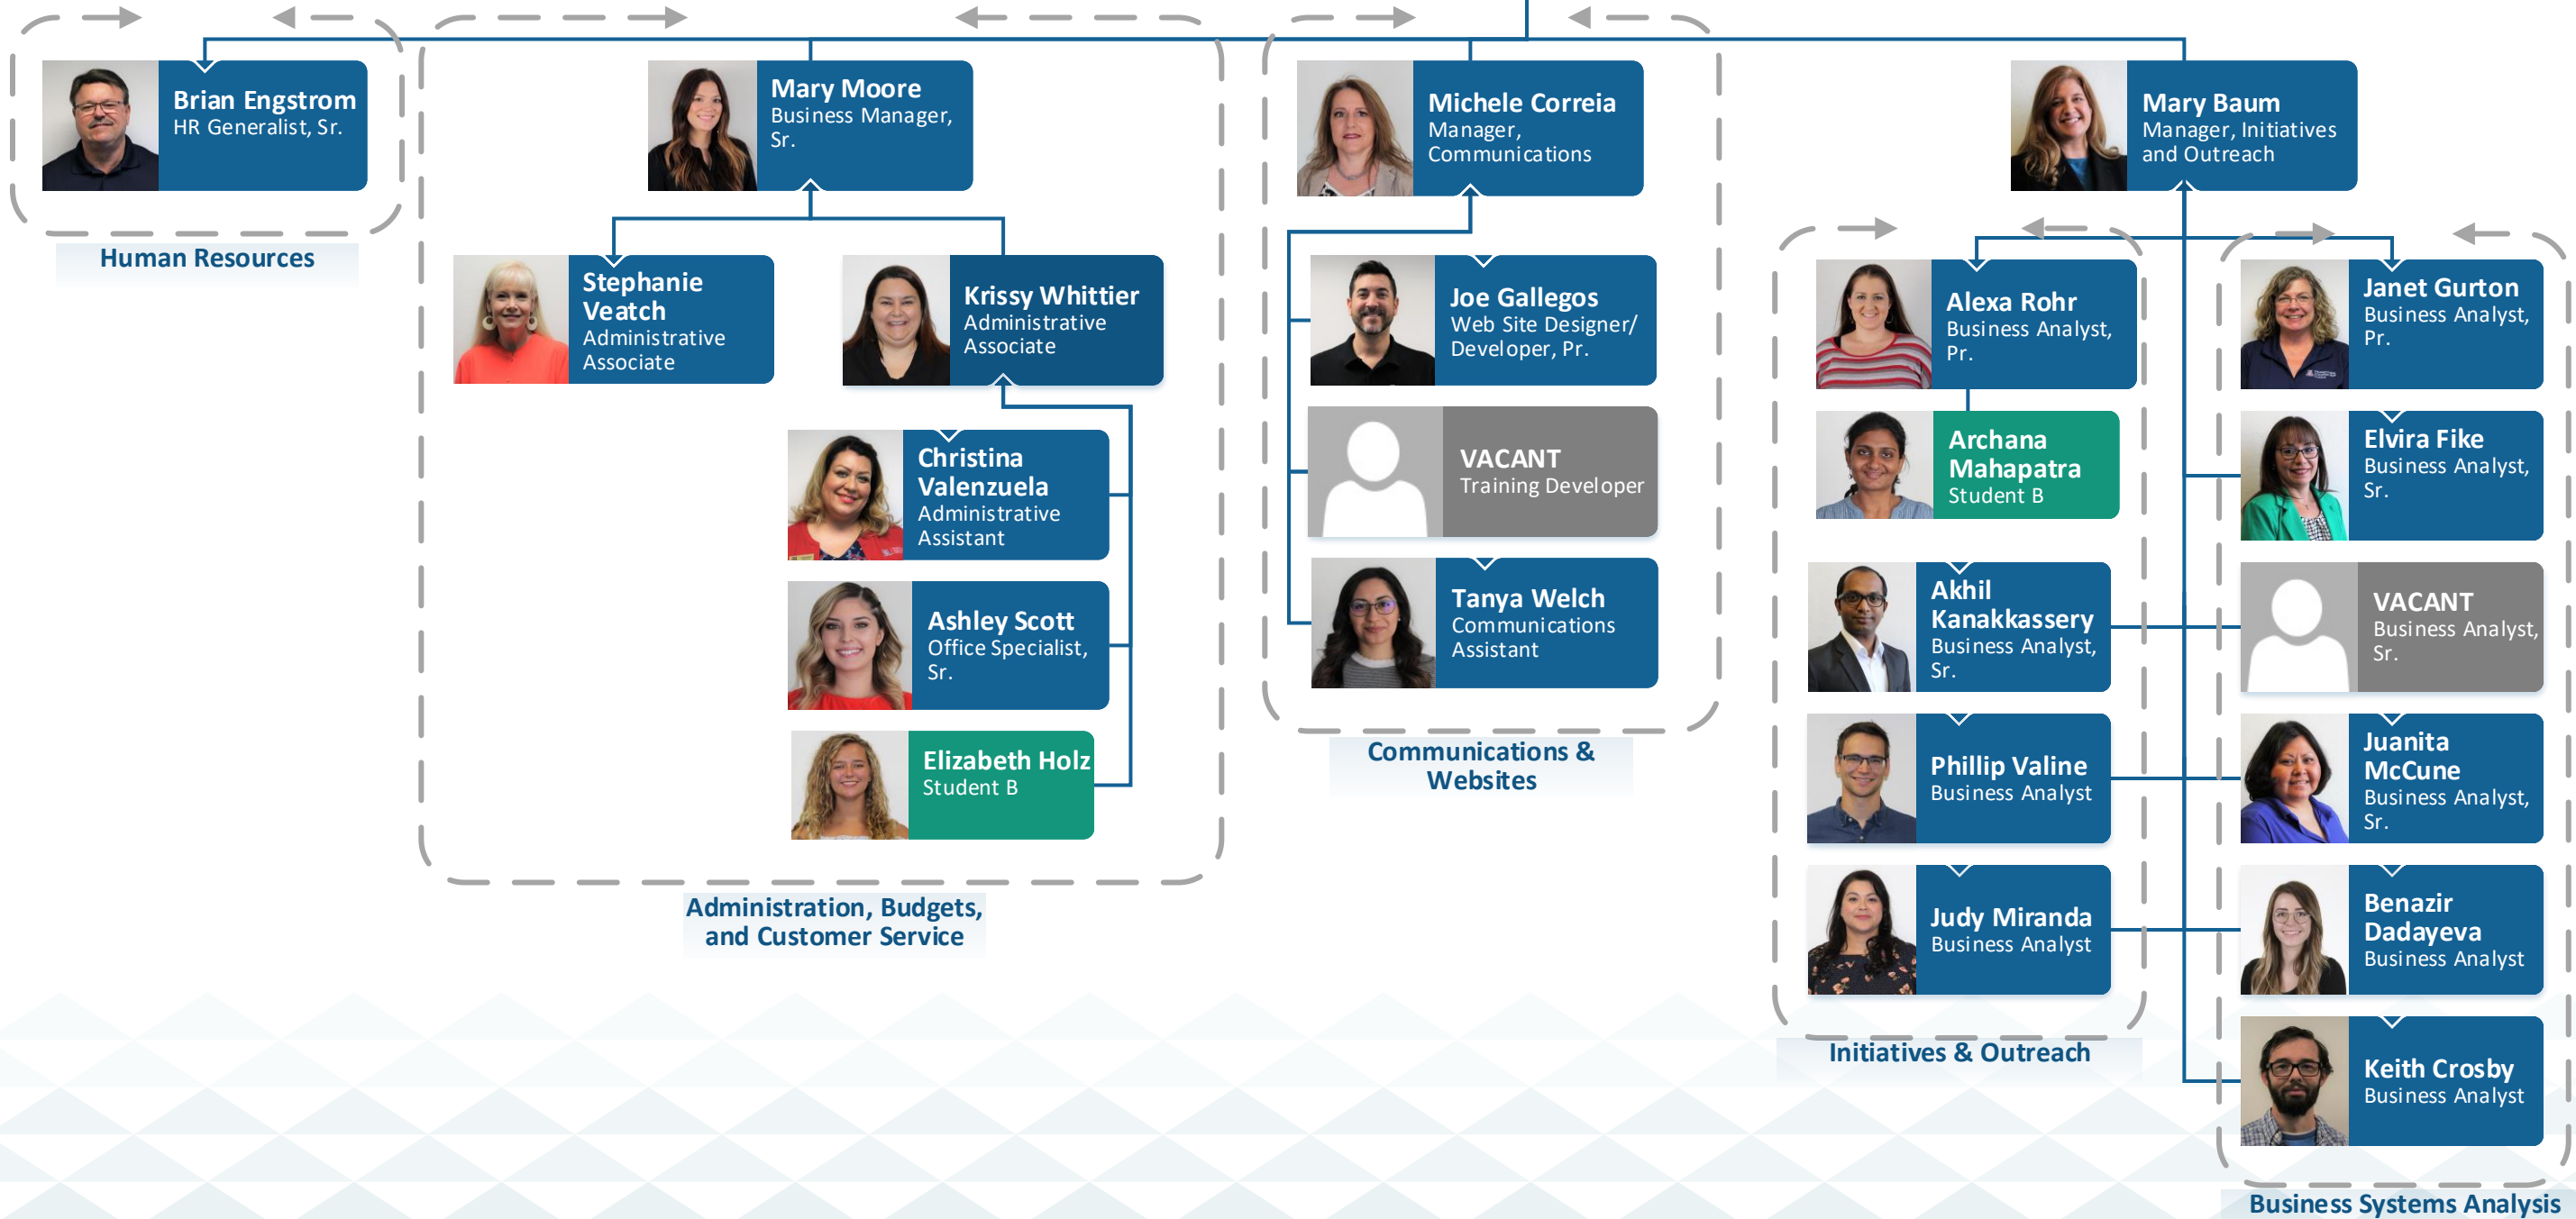 Brian Engstrom
HR Generalist, Sr.
Human Resources
Mary Moore
Business Manager,
Sr.
Stephanie
Veatch
Administrative
Associate
Krissy Whittier
Administrative
Associate
Christina
Valenzuela
Administrative
Assistant
Ashley Scott
Office Specialist,
Sr.
Elizabeth Holz
Student B
Administration, Budgets,
and Customer Service
Michele Correia
Manager,
Communications
Joe Gallegos
Web Site Designer/
Developer, Pr.
VACANT
Training Developer
Tanya Welch
Communications
Assistant
Communications &
Websites
Mary Baum
Manager, Initiatives
and Outreach
Alexa Rohr
Business Analyst,
Pr.
Archana
Mahapatra
Student B
Akhil
Kanakkassery
Business Analyst,
Sr.
Phillip Valine
Business Analyst
Judy Miranda
Business Analyst
Initiatives & Outreach
Janet Gurton
Business Analyst,
Pr.
Elvira Fike
Business Analyst,
Sr.
VACANT
Business Analyst,
Sr.
Juanita
McCune
Business Analyst,
Sr.
Benazir
Dadayeva
Business Analyst
Keith Crosby
Business Analyst
Business Systems Analysis